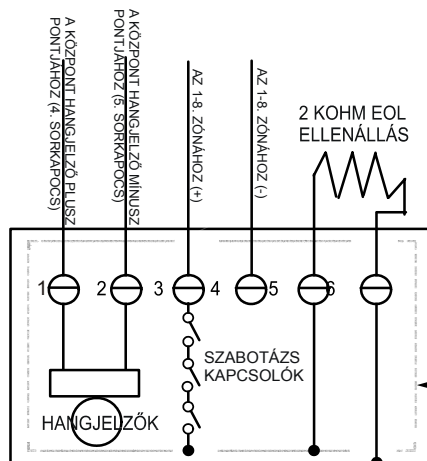 A KÖZPONT HANGJELZŐ PLUSZ
PONTJÁHOZ (4. SORKAPOCS)
A KÖZPONT HANGJELZŐ MÍNUSZ
PONTJÁHOZ (5. SORKAPOCS)
AZ 1-8. ZÓNÁHOZ (+)
AZ 1-8. ZÓNÁHOZ (-)
2 KOHM EOL
ELLENÁLLÁS
1 2 3 4 5 6
SZABOTÁZS
KAPCSOLÓK
HANGJELZŐK